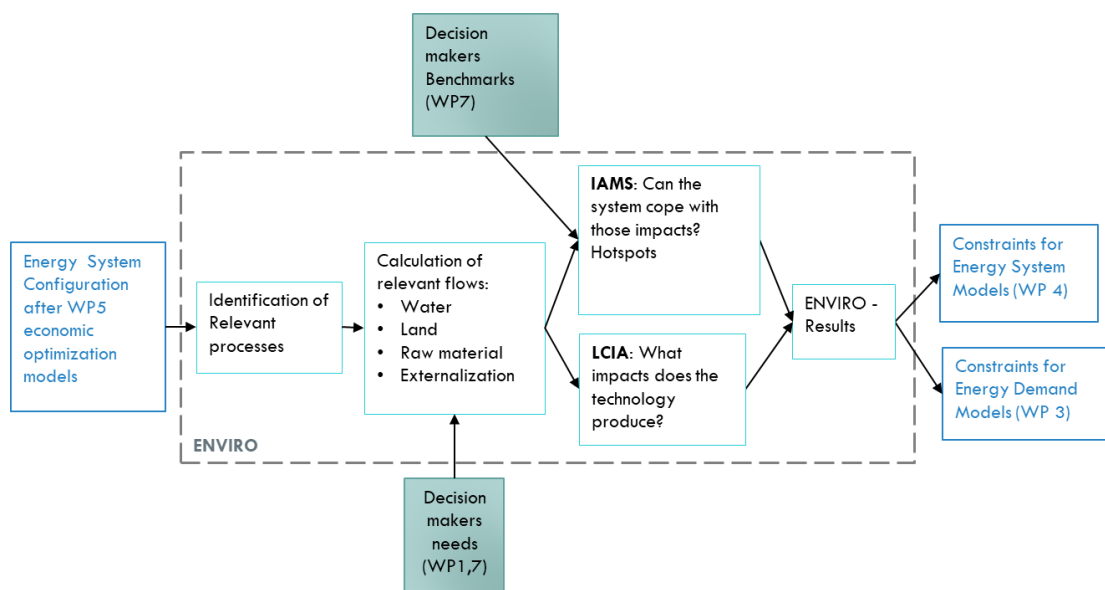 Decision
makers
Benchmarks
(WP7)
Energy System
Configuration
after WP5
economic
optimization
models
Identification of
Relevant
processes
Calculation of
relevant flows:
• Water
• Land
• Raw material
• Externalization
IAMS: Can the
system cope with
those impacts?
Hotspots
LCIA: What
impacts does the
technology
produce?
ENVIRO -
Results
Constraints for
Energy System
Models (WP 4)
Constraints for
Energy Demand
Models (WP 3)
ENVIRO
Decision
makers
needs
(WP1,7)